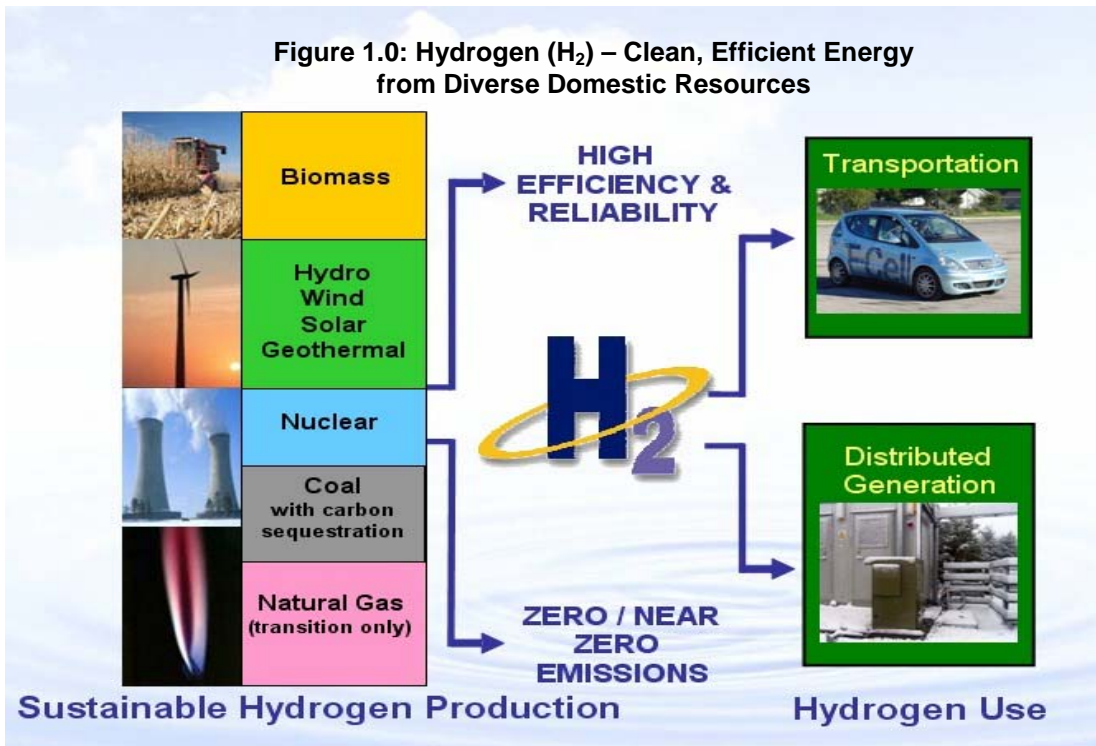 Figure 1.0: Hydrogen (H₂) – Clean, Efficient Energy
from Diverse Domestic Resources
Biomass
Hydro
Wind
Solar
Geothermal
Nuclear
Coal
with carbon
sequestration
Natural Gas
(transition only)
HIGH
EFFICIENCY &
RELIABILITY
H2
ZERO / NEAR
ZERO
EMISSIONS
Transportation
F-Cell
Distributed
Generation
Sustainable Hydrogen Production
Hydrogen Use